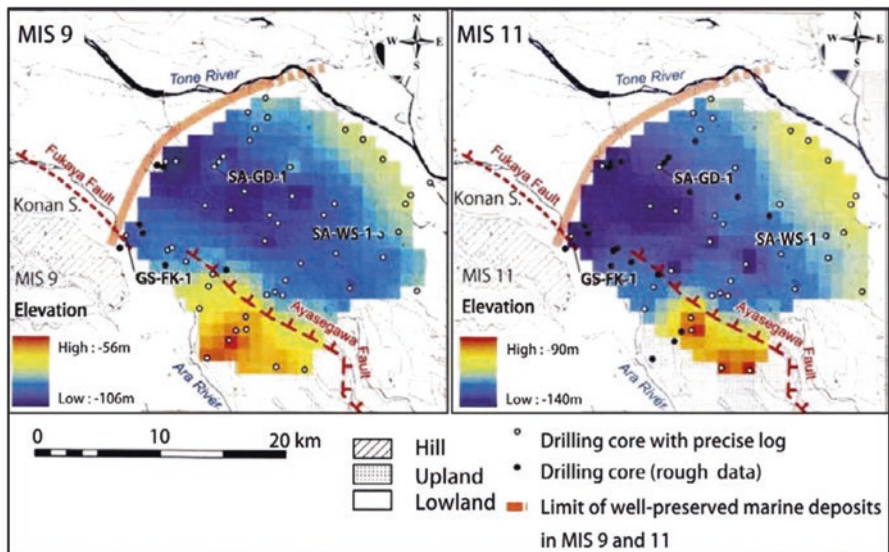 MIS 9
N
W E
S
Tone River
Fukaya Fault
SA-GD-1
Konan S.
SA-WS-1
MIS 9
GS-FK-1
Elevation
High : -56m
Low : -106m
Ayasegawa Fault
Ara River
MIS 11
N
W E
S
Tone River
Fukaya Fault
SA-GD-1
Konan S.
SA-WS-1
MIS 11
GS-FK-1
Elevation
High : -90m
Low : -140m
Ayasegawa Fault
Ara River
0 10 20 km
Hill
Upland
Lowland
Drilling core with precise log
Drilling core (rough data)
Limit of well-preserved marine deposits
in MIS 9 and 11